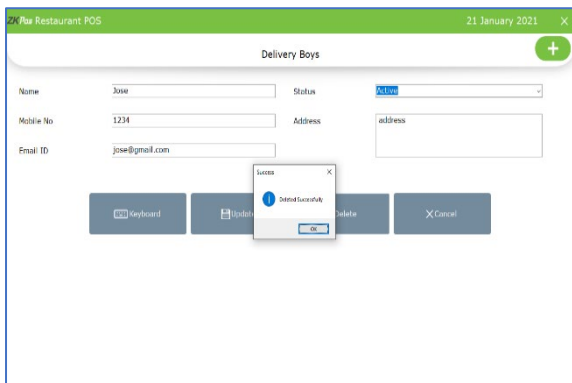 ZKPos Restaurant POS 21 January 2021 X
Delivery Boys +
Name Jose Status Active
Mobile No 1234 Address address
Email ID jose@gmail.com
Success X
Deleted Successfully
OK
Keyboard Update Delete X Cancel